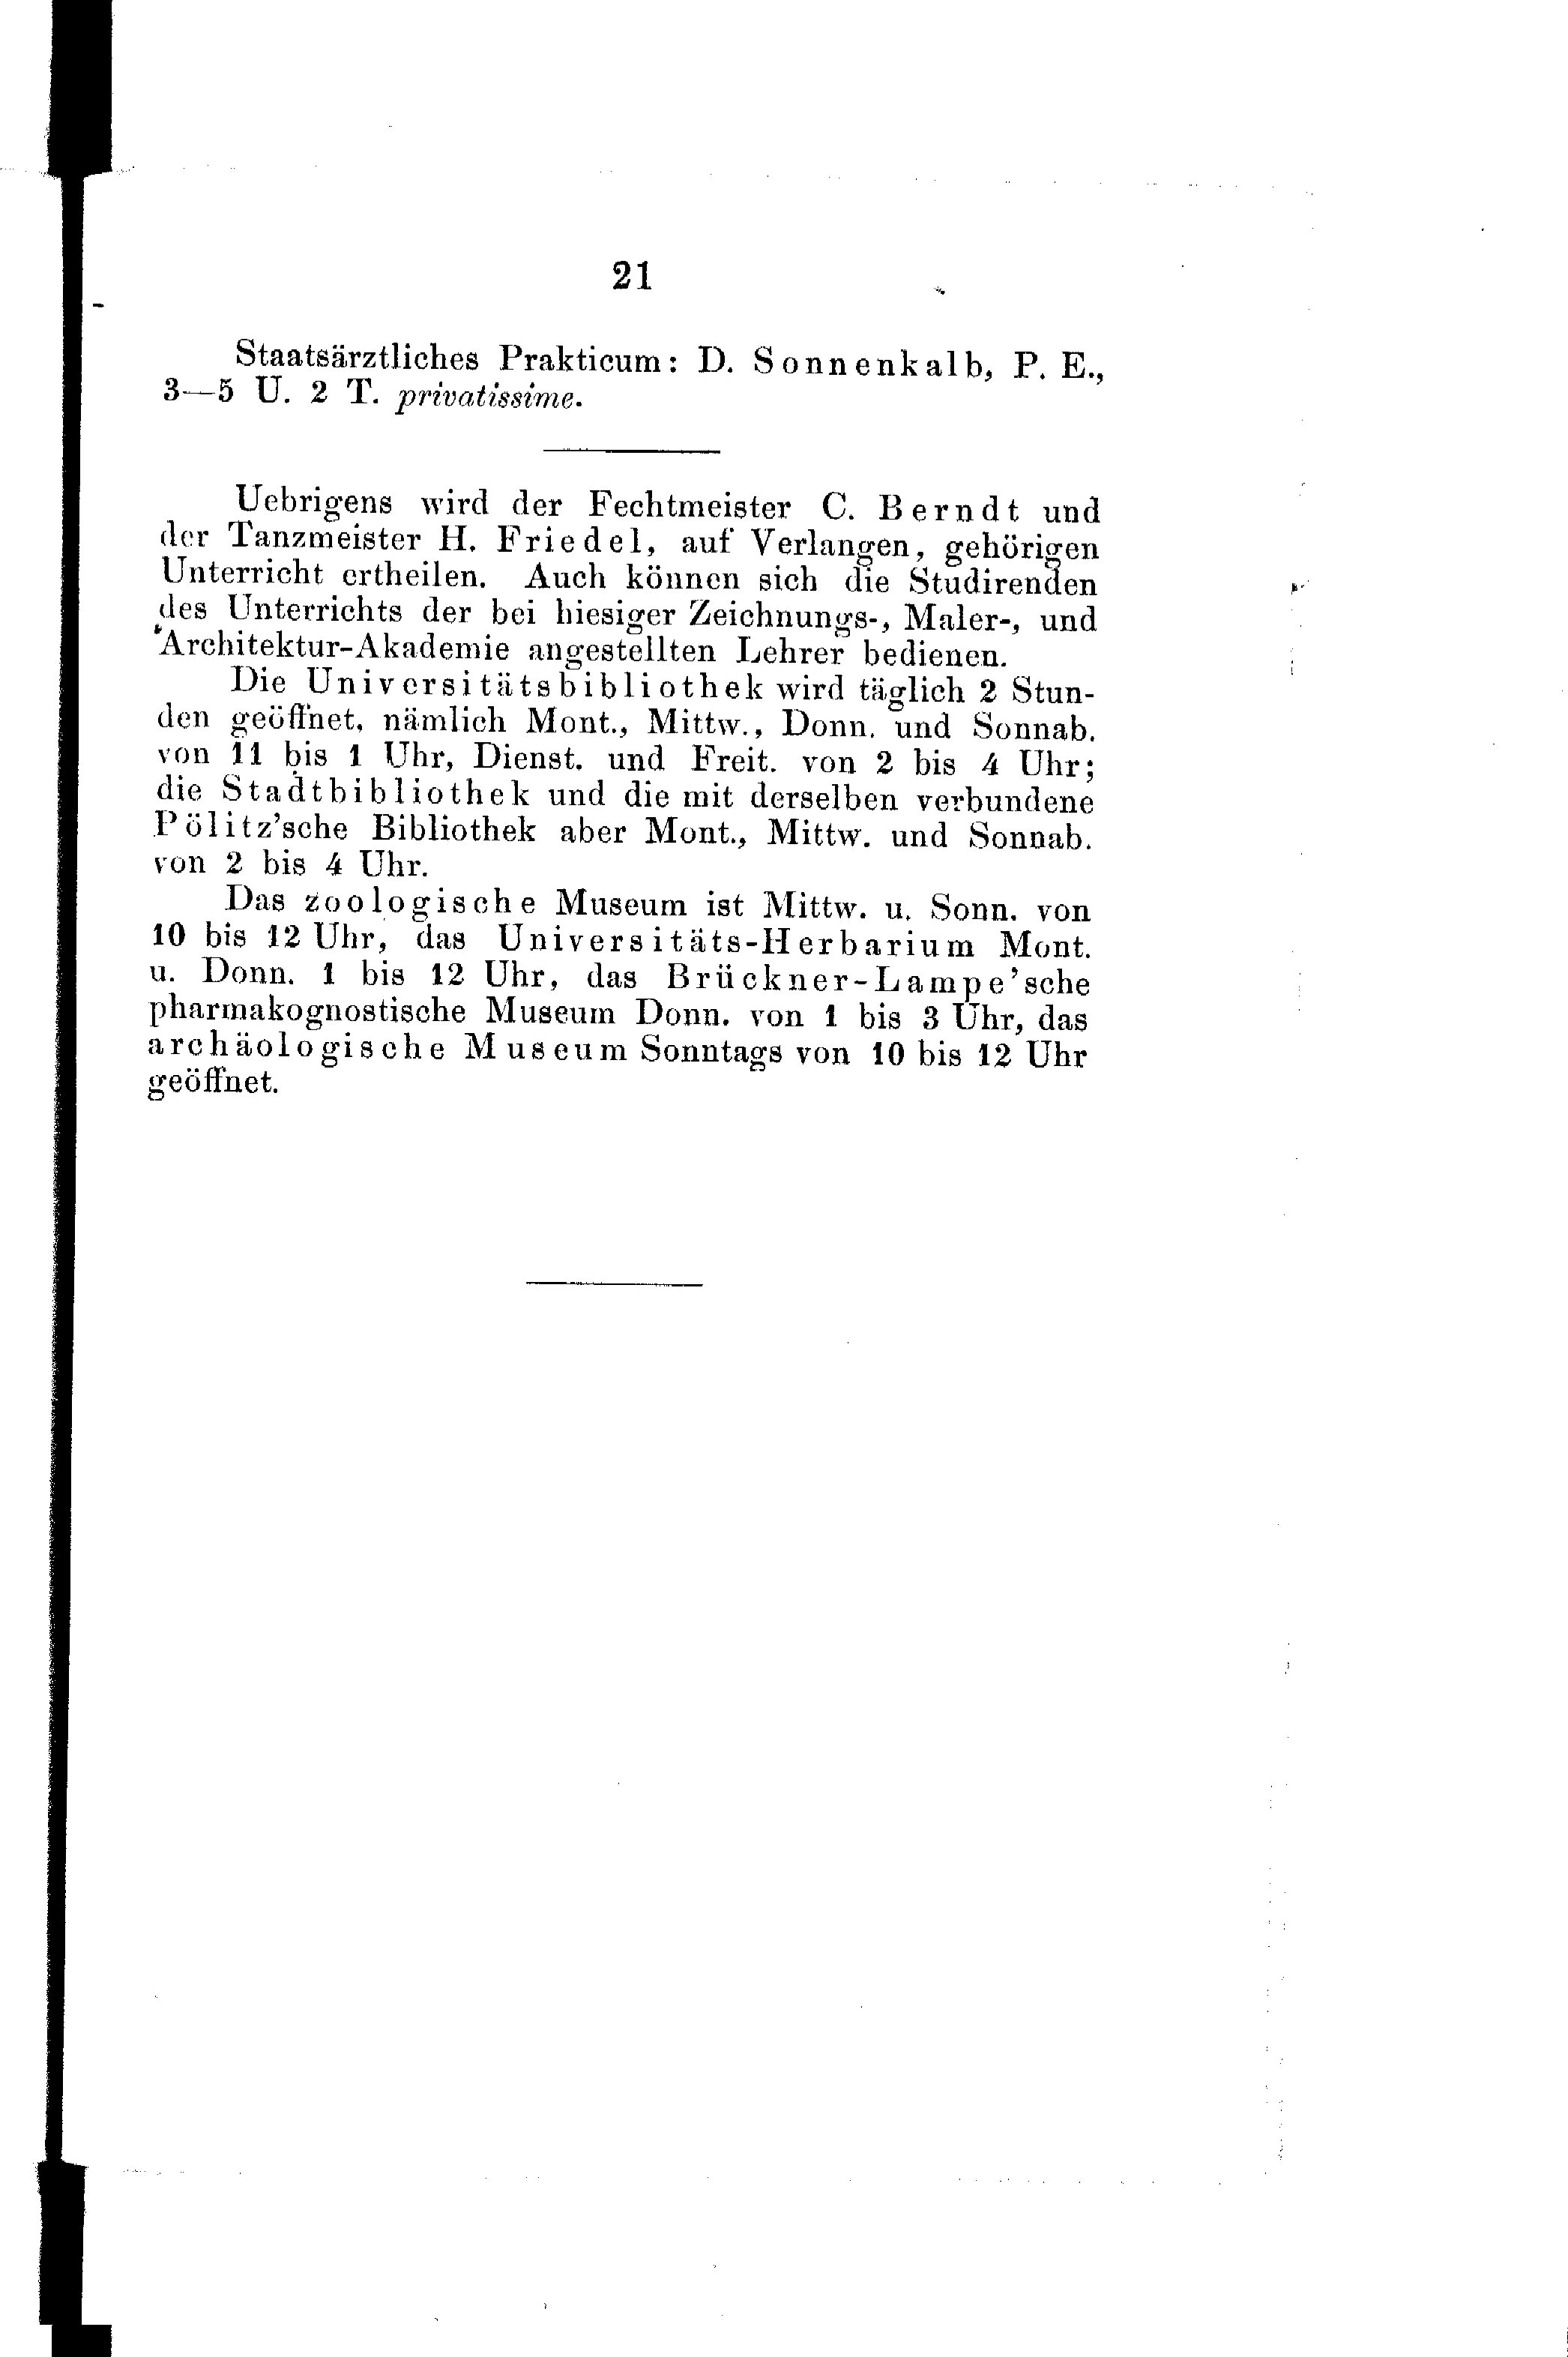 21
Staatsärztliches Prakticum: D. Sonnenkalb, P. E.,
3—5 U. 2 T. privatissime.
Uebrigens wird der Fechtmeister C. Berndt und
der Tanzmeister H. Friedel, auf Verlangen, gehörigen
Unterricht ertheilen. Auch können sich die Studirenden
des Unterrichts der bei hiesiger Zeichnungs-, Maler-, und
Architektur-Akademie angestellten Lehrer bedienen.
Die Universitätsbibliothek wird täglich 2 Stun-
den geöffnet, nämlich Mont., Mittw., Donn. und Sonnab.
von 11 bis 1 Uhr, Dienst. und Freit. von 2 bis 4 Uhr;
die Stadtbibliothek und die mit derselben verbundene
Pölitz'sche Bibliothek aber Mont., Mittw. und Sonnab.
von 2 bis 4 Uhr.
Das zoologische Museum ist Mittw. u. Sonn. von
10 bis 12 Uhr, das Universitäts-Herbarium Mont.
u. Donn. 1 bis 12 Uhr, das Brückner-Lampe'sche
pharmakognostische Museum Donn. von 1 bis 3 Uhr, das
archäologische Museum Sonntags von 10 bis 12 Uhr
geöffnet.